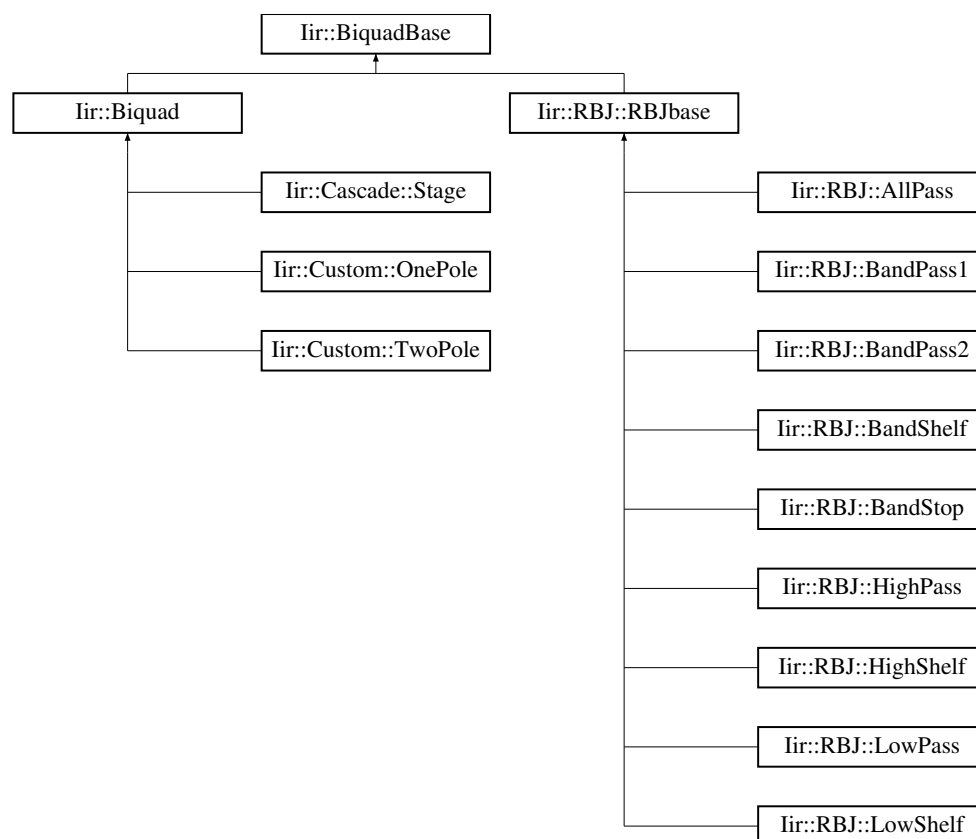 Iir::BiquadBase
Iir::Biquad
Iir::RBJ::RBJbase
Iir::Cascade::Stage
Iir::RBJ::AllPass
Iir::Custom::OnePole
Iir::RBJ::BandPass1
Iir::Custom::TwoPole
Iir::RBJ::BandPass2
Iir::RBJ::BandShelf
Iir::RBJ::BandStop
Iir::RBJ::HighPass
Iir::RBJ::HighShelf
Iir::RBJ::LowPass
Iir::RBJ::LowShelf